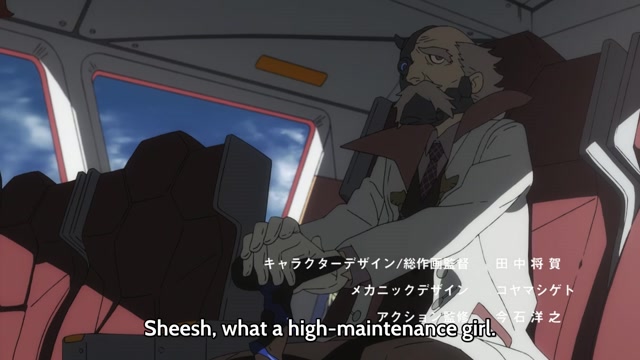 キャラクターデザイン/総作画監督 田中将賀
メカニックデザイン コヤマシゲト
アクション監修 今石洋之
Sheesh, what a high-maintenance girl.